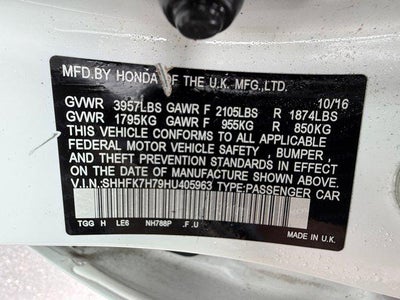 MFD.BY HONDA OF THE U.K. MFG.,LTD.
10/16
GVWR 3957LBS GAWR F 2105LBS R 1874LBS
GVWR 1795KG GAWR F 955KG R 850KG
THIS VEHICLE CONFORMS TO ALL APPLICABLE
FEDERAL MOTOR VEHICLE SAFETY , BUMPER ,
AND THEFT PREVENTION STANDARDS IN EFFECT
ON THE DATE OF MANUFACTURE SHOWN ABOVE.
V.I.N.:SHHFK7H79HU405963 TYPE:PASSENGER CAR
TGG H LE6 NH788P .F .U
MADE IN U.K.